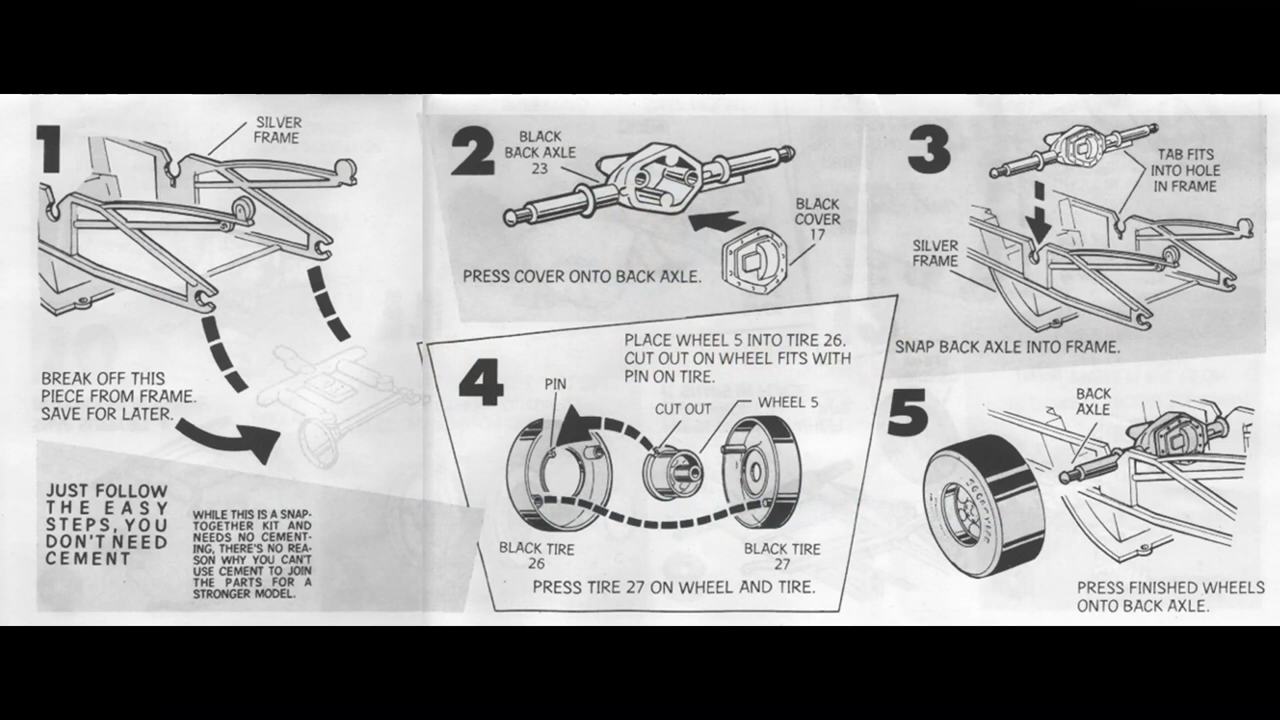 1
SILVER
FRAME
BREAK OFF THIS
PIECE FROM FRAME.
SAVE FOR LATER.
JUST FOLLOW
THE EASY
STEPS, YOU
DON'T NEED
CEMENT
WHILE THIS IS A SNAP-
TOGETHER KIT AND
NEEDS NO CEMENT-
ING, THERE'S NO REA-
SON WHY YOU CAN'T
USE CEMENT TO JOIN
THE PARTS FOR A
STRONGER MODEL.
2
BLACK
BACK AXLE
23
BLACK
COVER
17
PRESS COVER ONTO BACK AXLE.
3
TAB FITS
INTO HOLE
IN FRAME
SILVER
FRAME
SNAP BACK AXLE INTO FRAME.
4
PLACE WHEEL 5 INTO TIRE 26.
CUT OUT ON WHEEL FITS WITH
PIN ON TIRE.
PIN
CUT OUT
WHEEL 5
BLACK TIRE
26
BLACK TIRE
27
PRESS TIRE 27 ON WHEEL AND TIRE.
5
BACK
AXLE
GOODYEAR
PRESS FINISHED WHEELS
ONTO BACK AXLE.